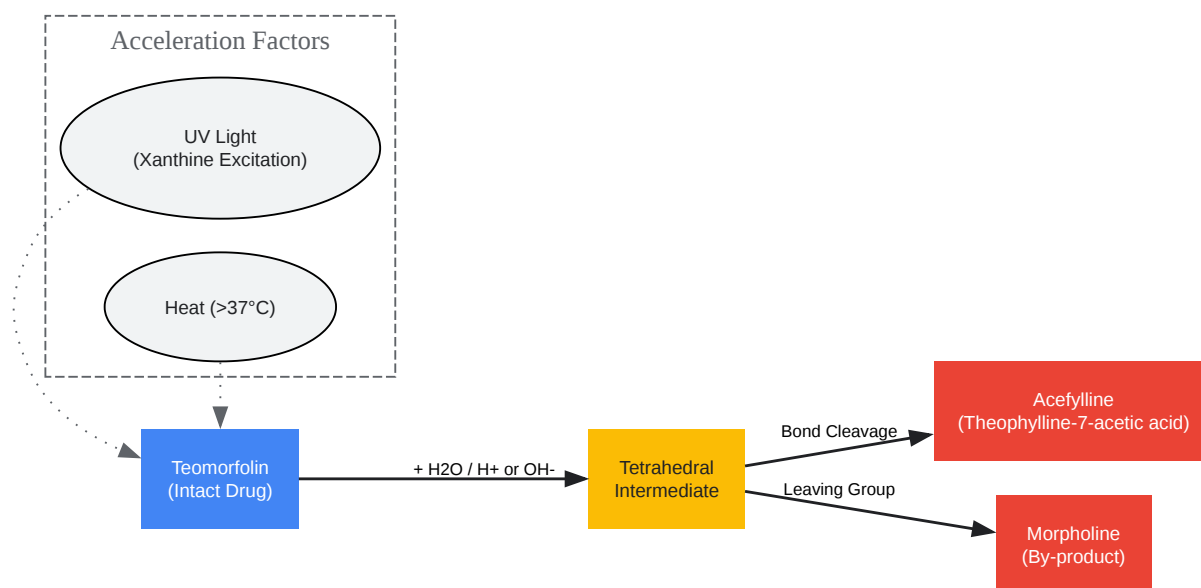 Acceleration Factors
UV Light
(Xanthine Excitation)
Heat (>37°C)
Teomorfolin
(Intact Drug)
+ H2O / H+ or OH-
Tetrahedral
Intermediate
Bond Cleavage
Leaving Group
Acefylline
(Theophylline-7-acetic acid)
Morpholine
(By-product)